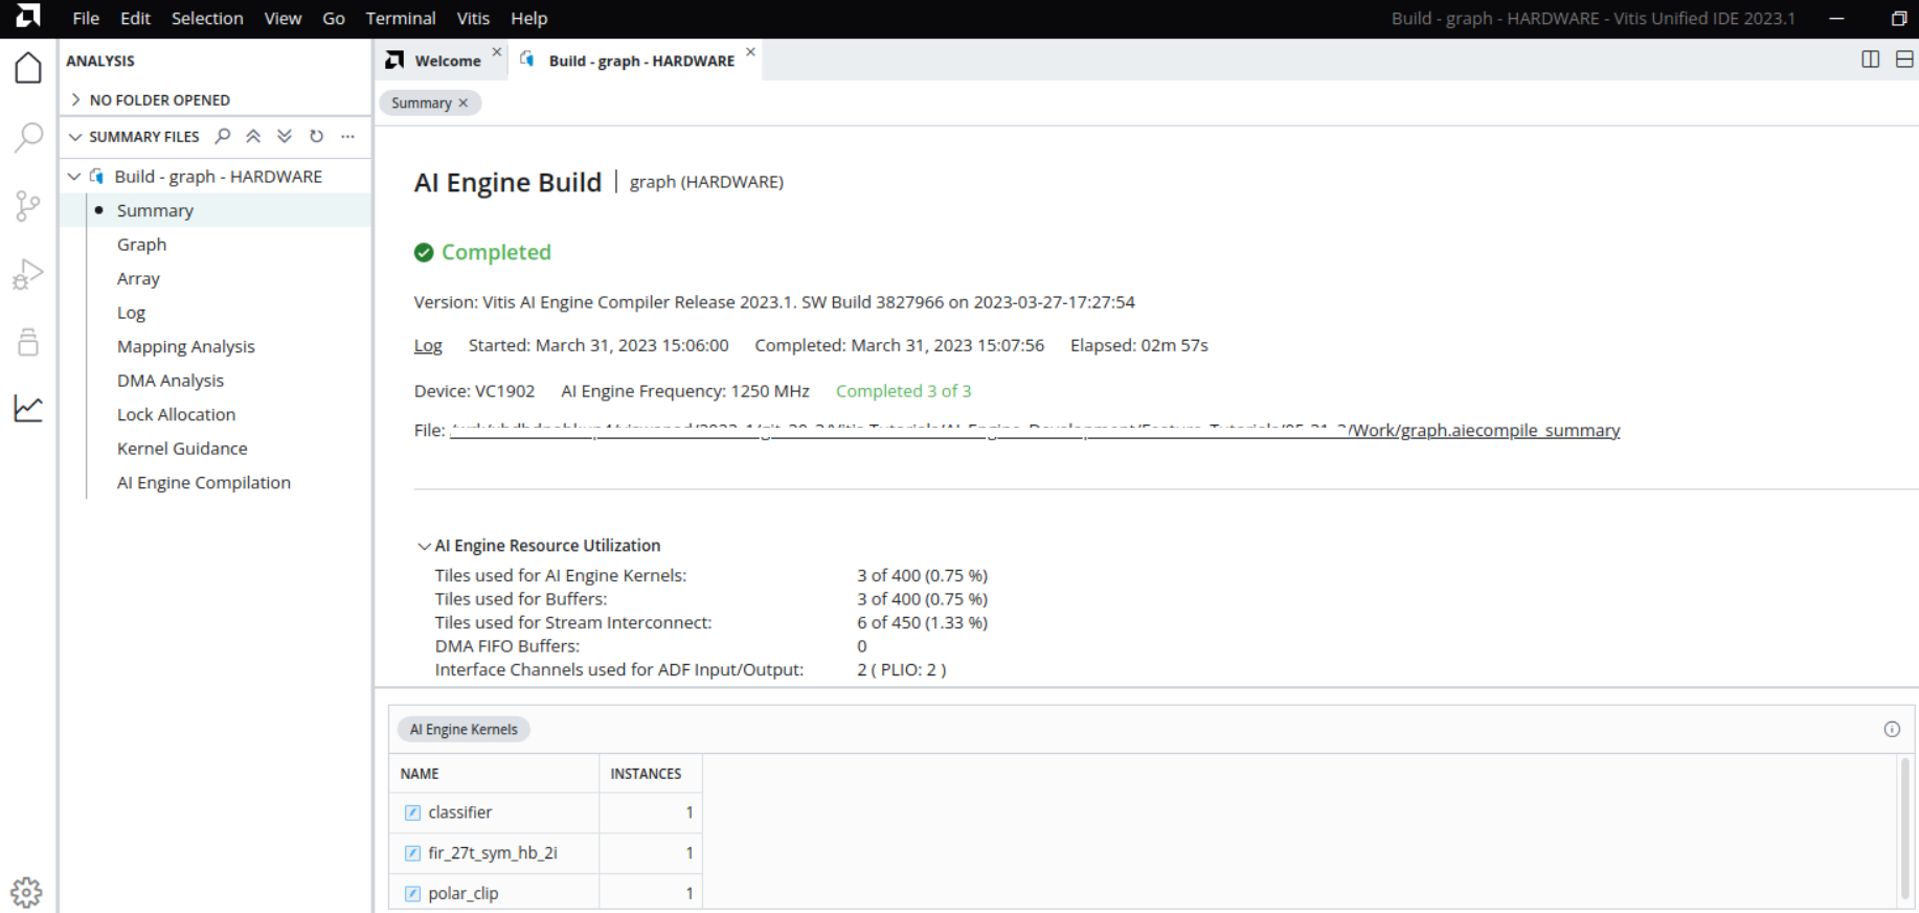 File Edit Selection View Go Terminal Vitis Help Build - graph - HARDWARE - Vitis Unified IDE 2023.1
ANALYSIS
NO FOLDER OPENED
SUMMARY FILES
Build - graph - HARDWARE
Summary
Graph
Array
Log
Mapping Analysis
DMA Analysis
Lock Allocation
Kernel Guidance
AI Engine Compilation
Welcome Build - graph - HARDWARE
Summary
AI Engine Build | graph (HARDWARE)
Completed
Version: Vitis AI Engine Compiler Release 2023.1. SW Build 3827966 on 2023-03-27-17:27:54
Log Started: March 31, 2023 15:06:00 Completed: March 31, 2023 15:07:56 Elapsed: 02m 57s
Device: VC1902 AI Engine Frequency: 1250 MHz Completed 3 of 3
File: /Work/graph.aiecompile_summary
AI Engine Resource Utilization
Tiles used for AI Engine Kernels: 3 of 400 (0.75 %)
Tiles used for Buffers: 3 of 400 (0.75 %)
Tiles used for Stream Interconnect: 6 of 450 (1.33 %)
DMA FIFO Buffers: 0
Interface Channels used for ADF Input/Output: 2 ( PLIO: 2 )
AI Engine Kernels
NAME INSTANCES
classifier 1
fir_27t_sym_hb_2i 1
polar_clip 1